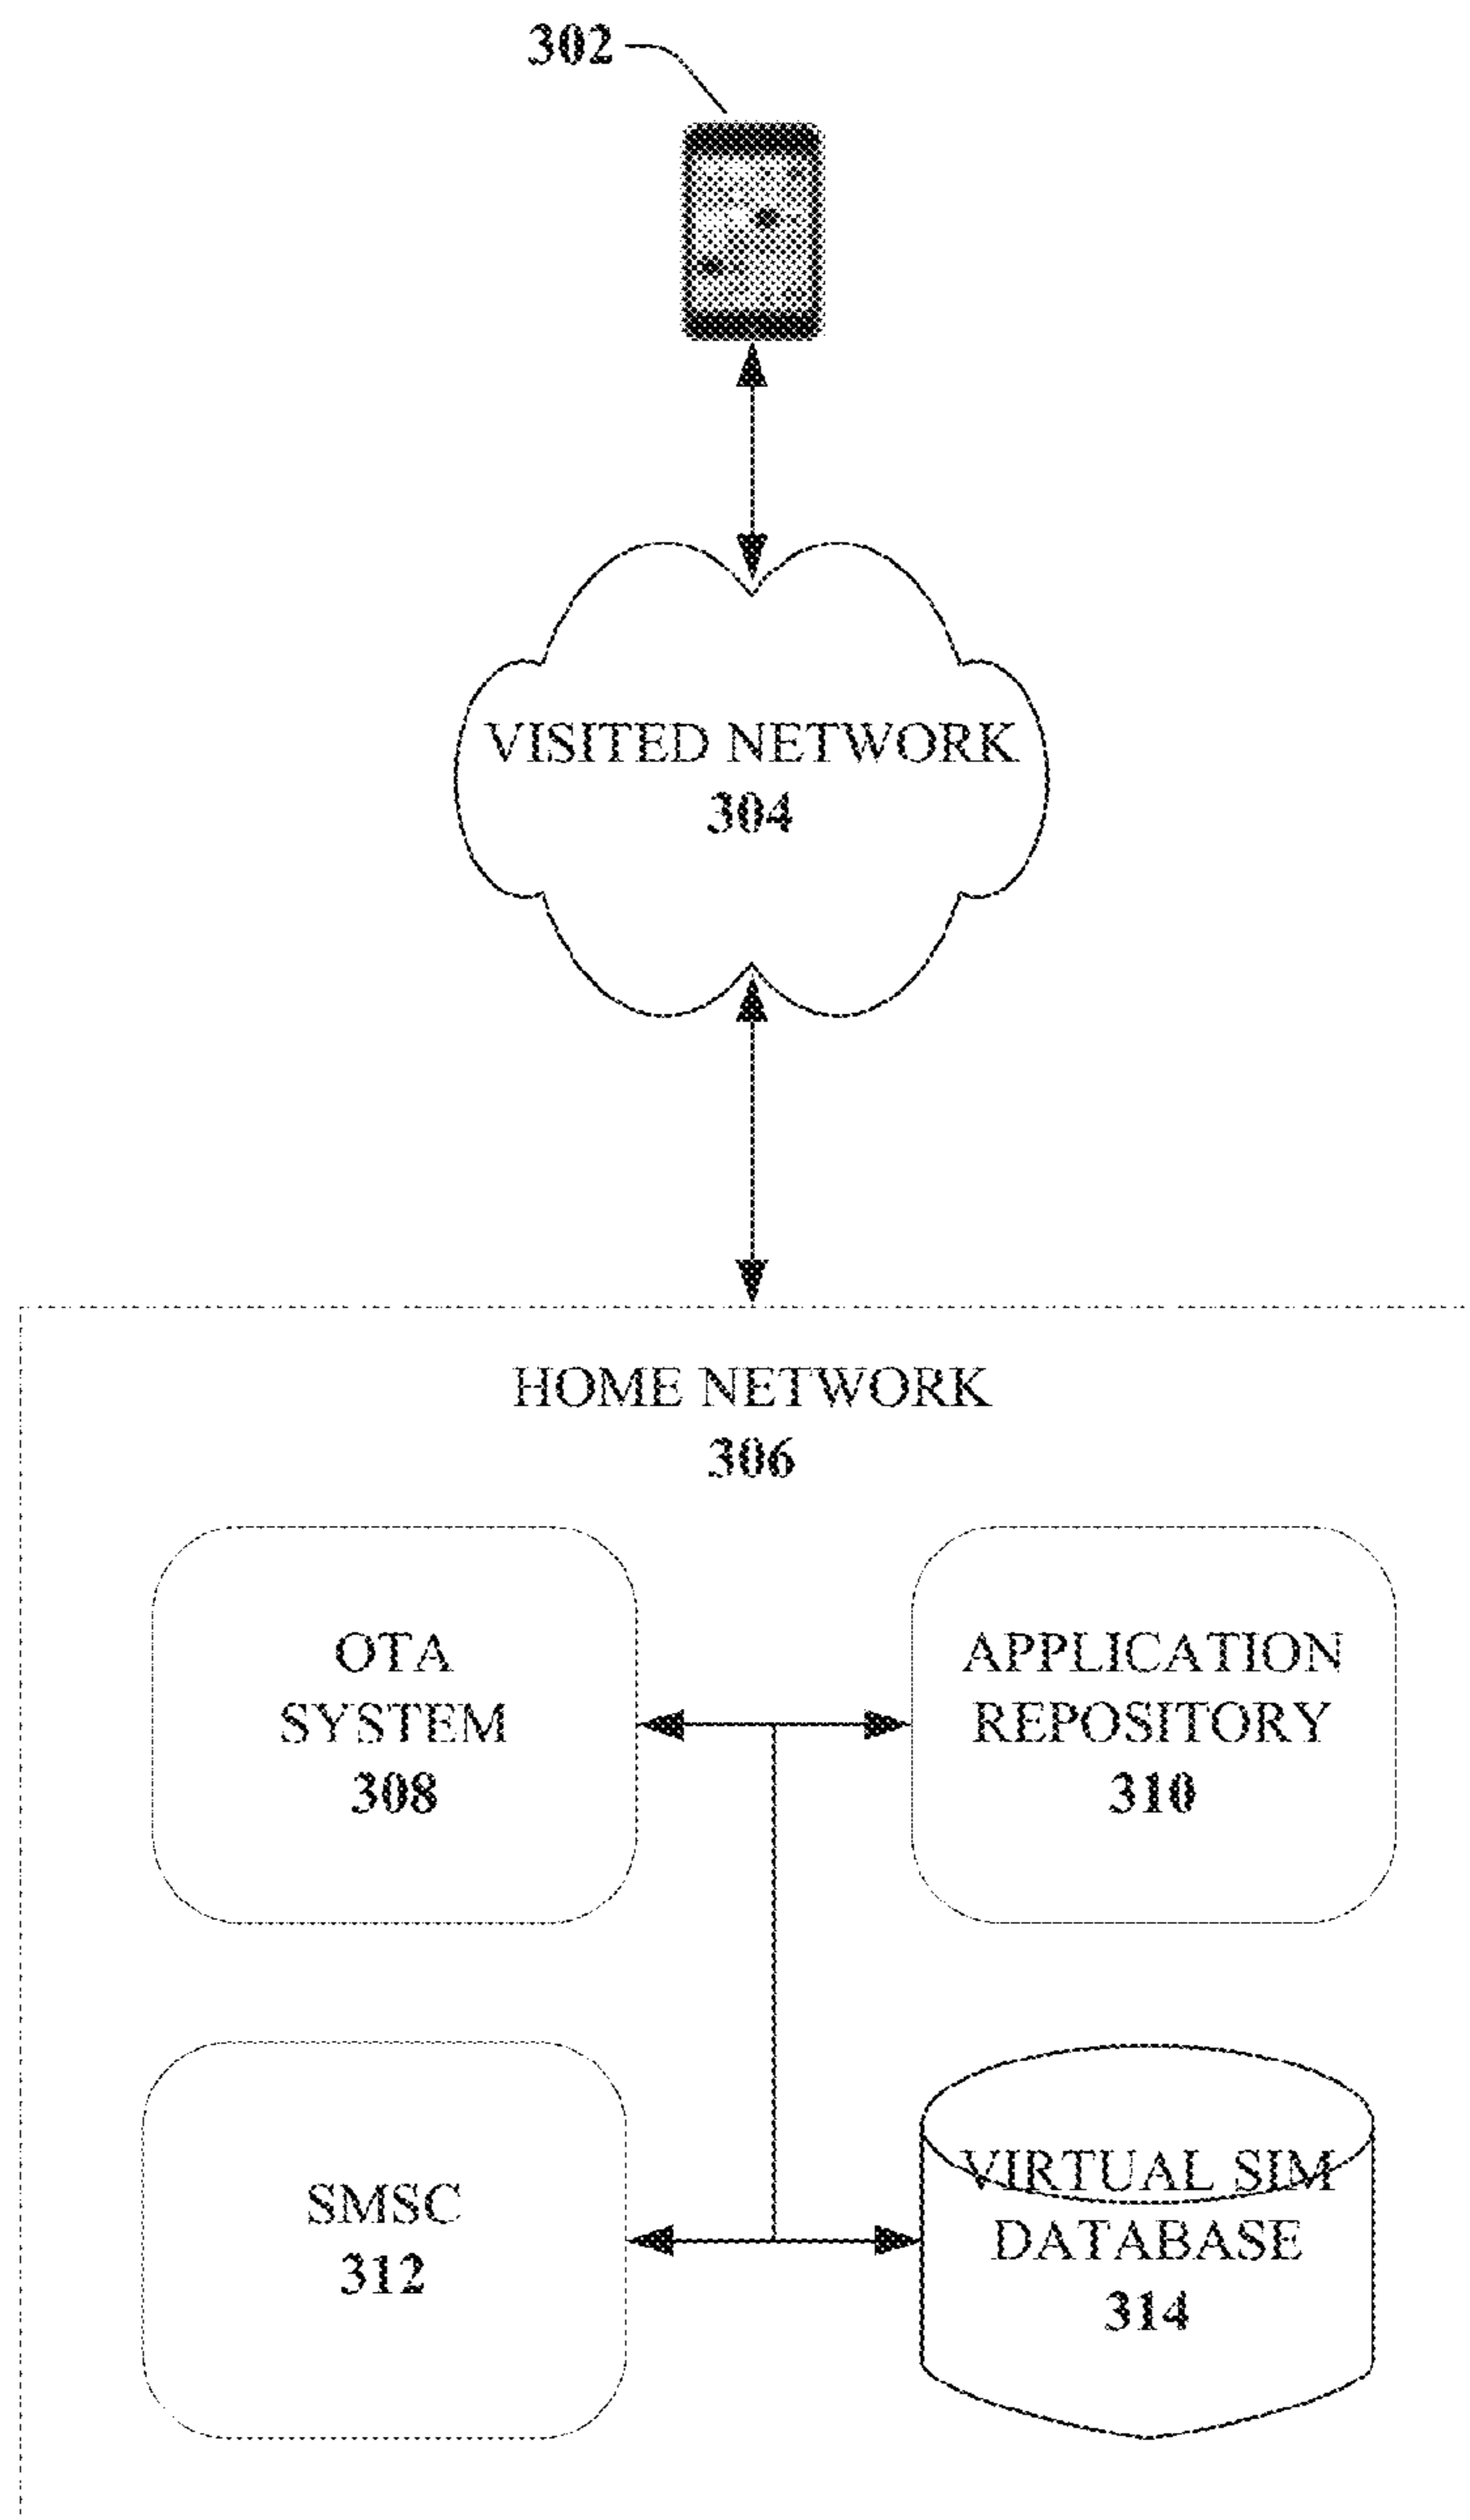 302
VISITED NETWORK
304
HOME NETWORK
306
OTA
SYSTEM
308
APPLICATION
REPOSITORY
310
SMSC
312
VIRTUAL SIM
DATABASE
314